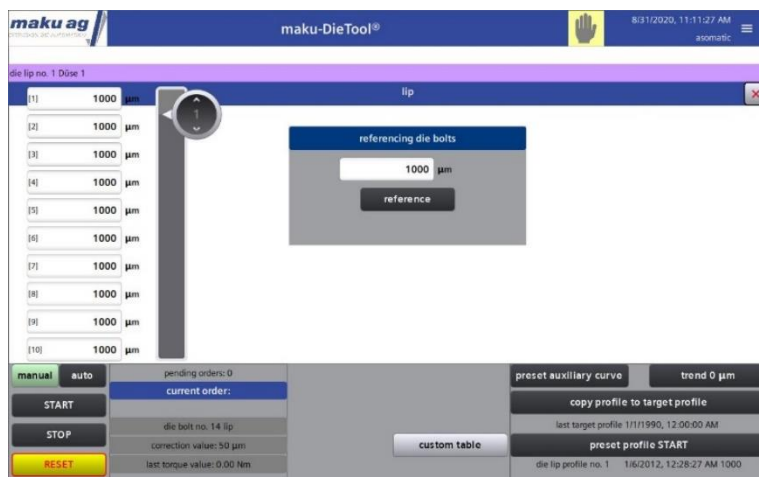 maku ag
maku-DieTool®
8/31/2020, 11:11:27 AM
asomatic
die lip no. 1 Düse 1
lip
[1] 1000 µm
[2] 1000 µm
[3] 1000 µm
[4] 1000 µm
[5] 1000 µm
[6] 1000 µm
[7] 1000 µm
[8] 1000 µm
[9] 1000 µm
[10] 1000 µm
1
referencing die bolts
1000 µm
reference
manual auto
START
STOP
RESET
pending orders: 0
current order:
die bolt no. 14 lip
correction value: 50 µm
last torque value: 0.00 Nm
custom table
preset auxiliary curve
trend 0 µm
copy profile to target profile
last target profile 1/1/1990, 12:00:00 AM
preset profile START
die lip profile no. 1 1/6/2012, 12:28:27 AM 1000